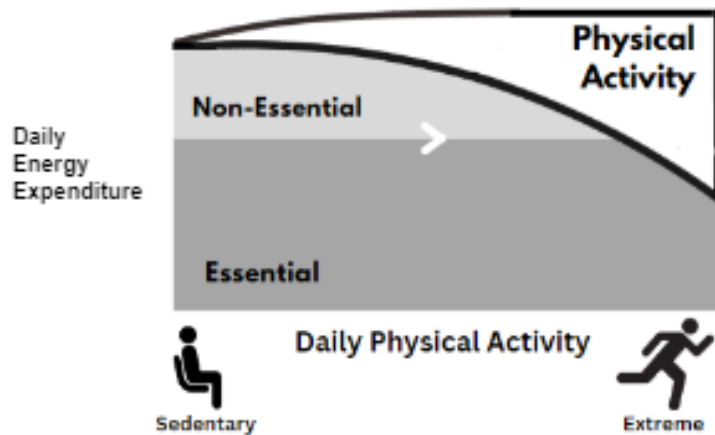 Physical
Activity
Non-Essential
Daily
Energy
Expenditure
Essential
Daily Physical Activity
Sedentary
Extreme